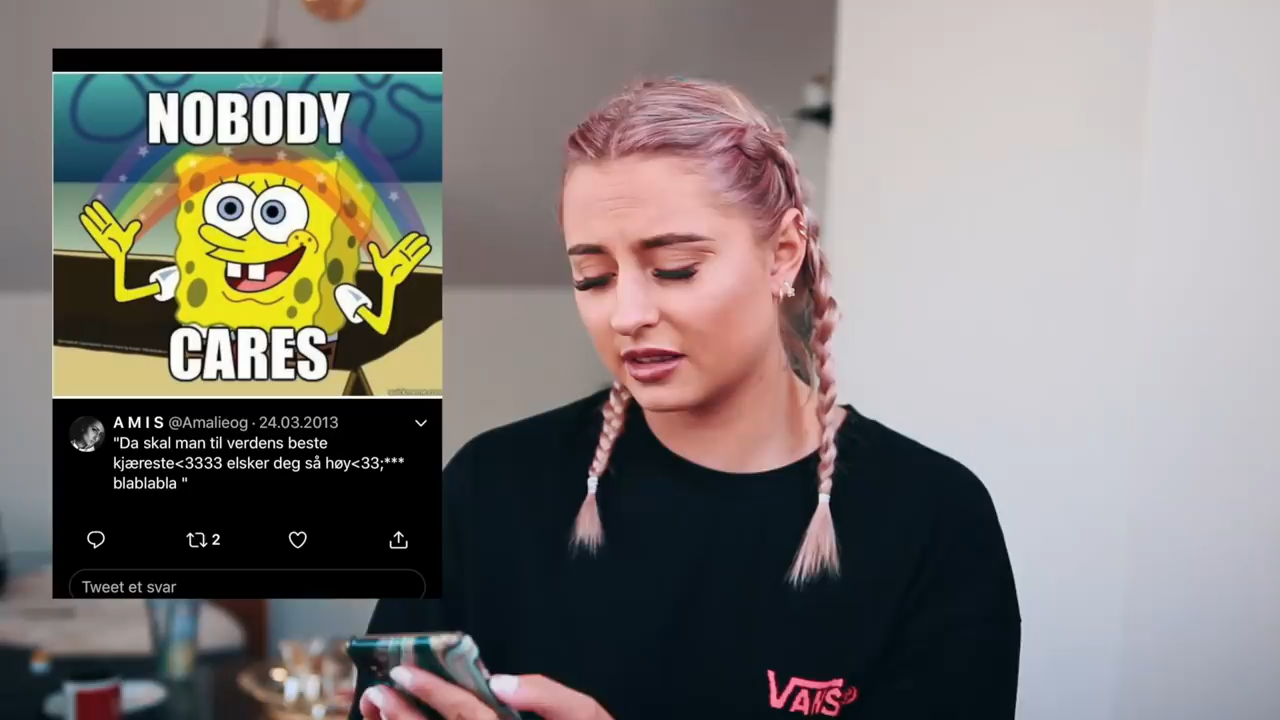 NOBODY
CARES
A M I S @Amalieog · 24.03.2013
"Da skal man til verdens beste
kjæreste<3333 elsker deg så høy<33;***
blablabla "
2
Tweet et svar
VANS